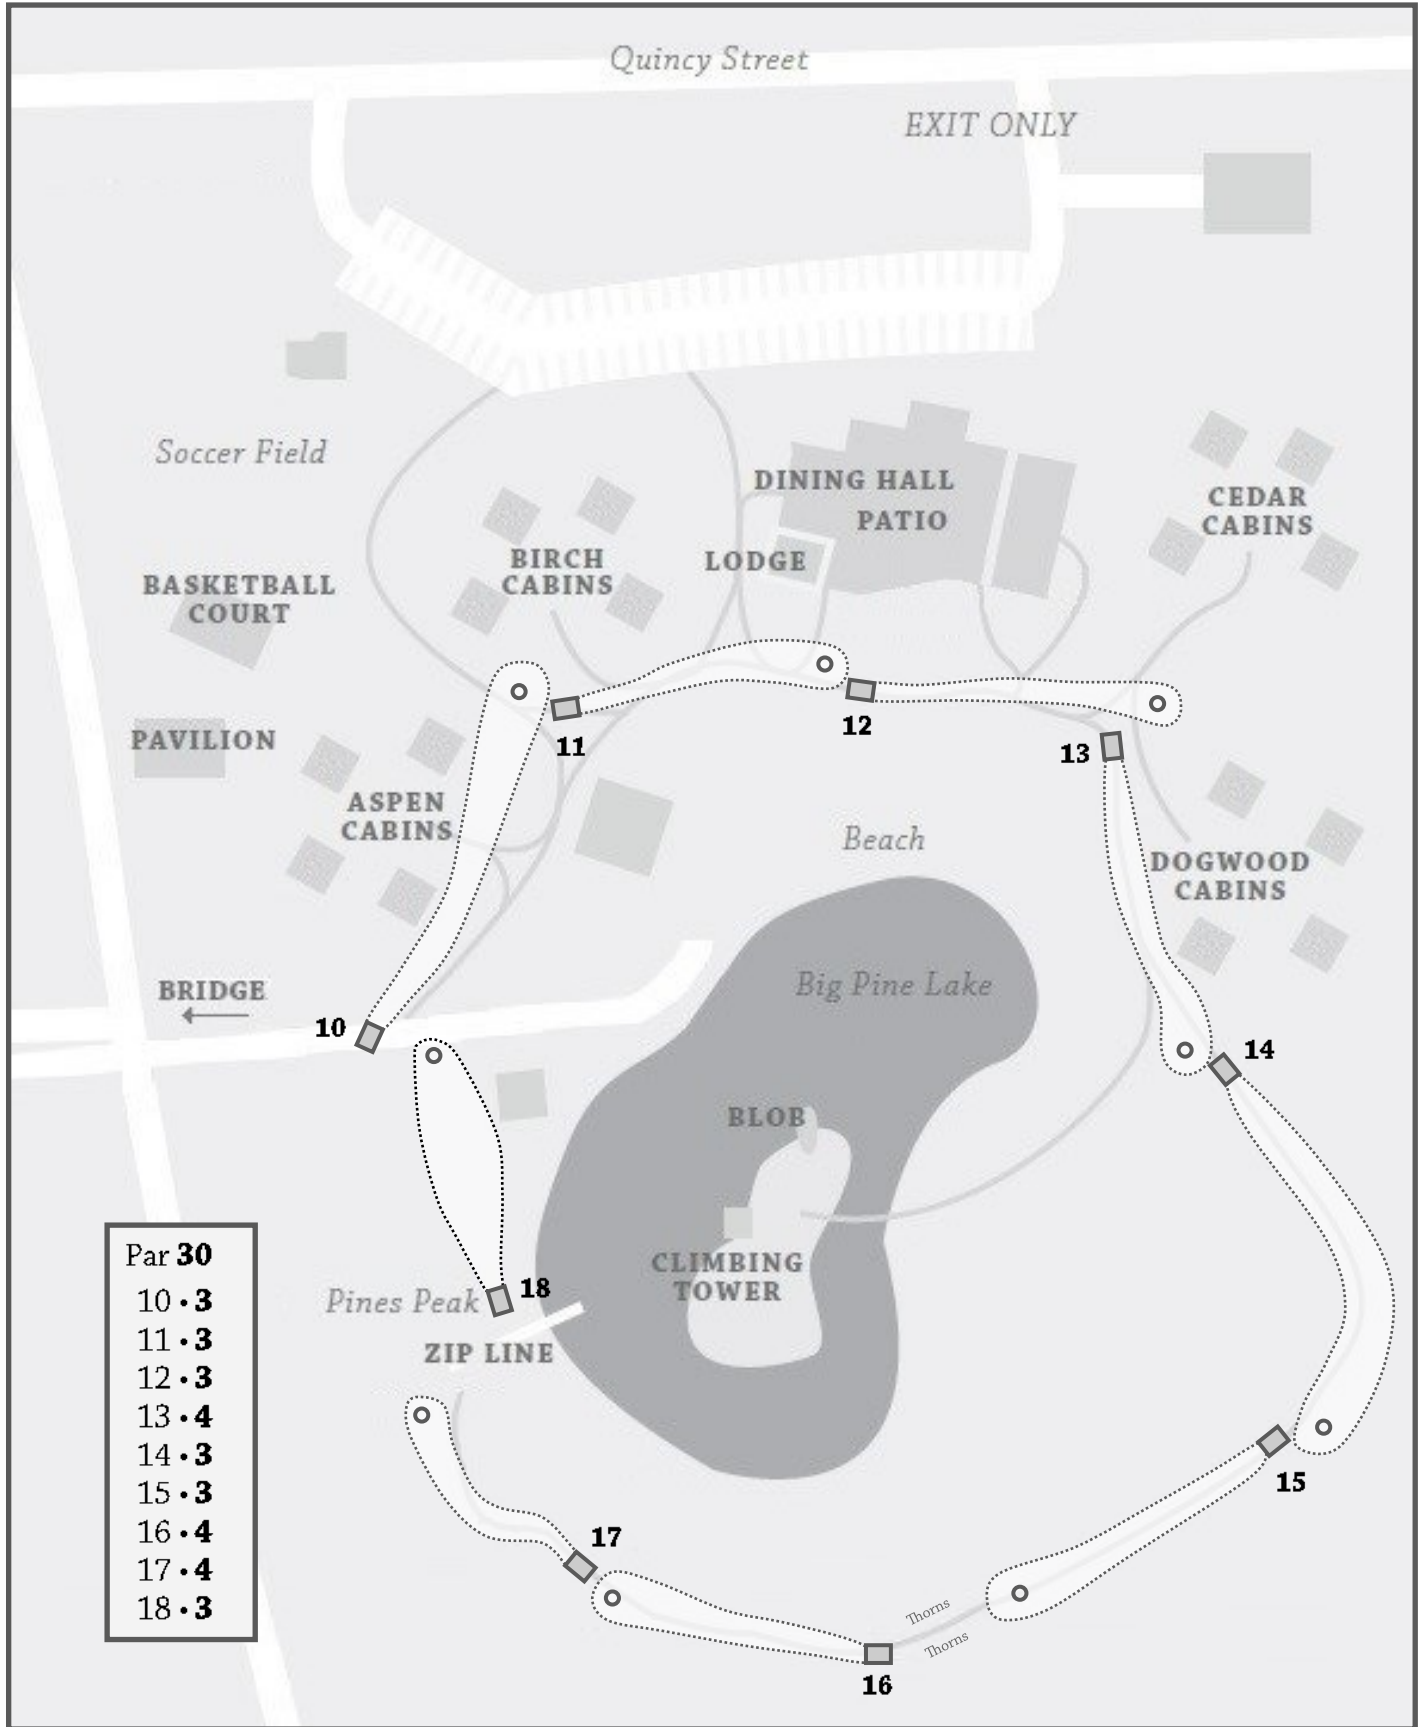 Quincy Street
EXIT ONLY
Soccer Field
DINING HALL
PATIO
CEDAR
CABINS
BIRCH
CABINS
LODGE
BASKETBALL
COURT
PAVILION
11
12
13
ASPEN
CABINS
Beach
DOGWOOD
CABINS
BRIDGE
10
Big Pine Lake
14
BLOB
CLIMBING
TOWER
Pines Peak
18
ZIP LINE
Par 30
10 • 3
11 • 3
12 • 3
13 • 4
14 • 3
15 • 3
16 • 4
17 • 4
18 • 3
15
17
Thorns
Thorns
16